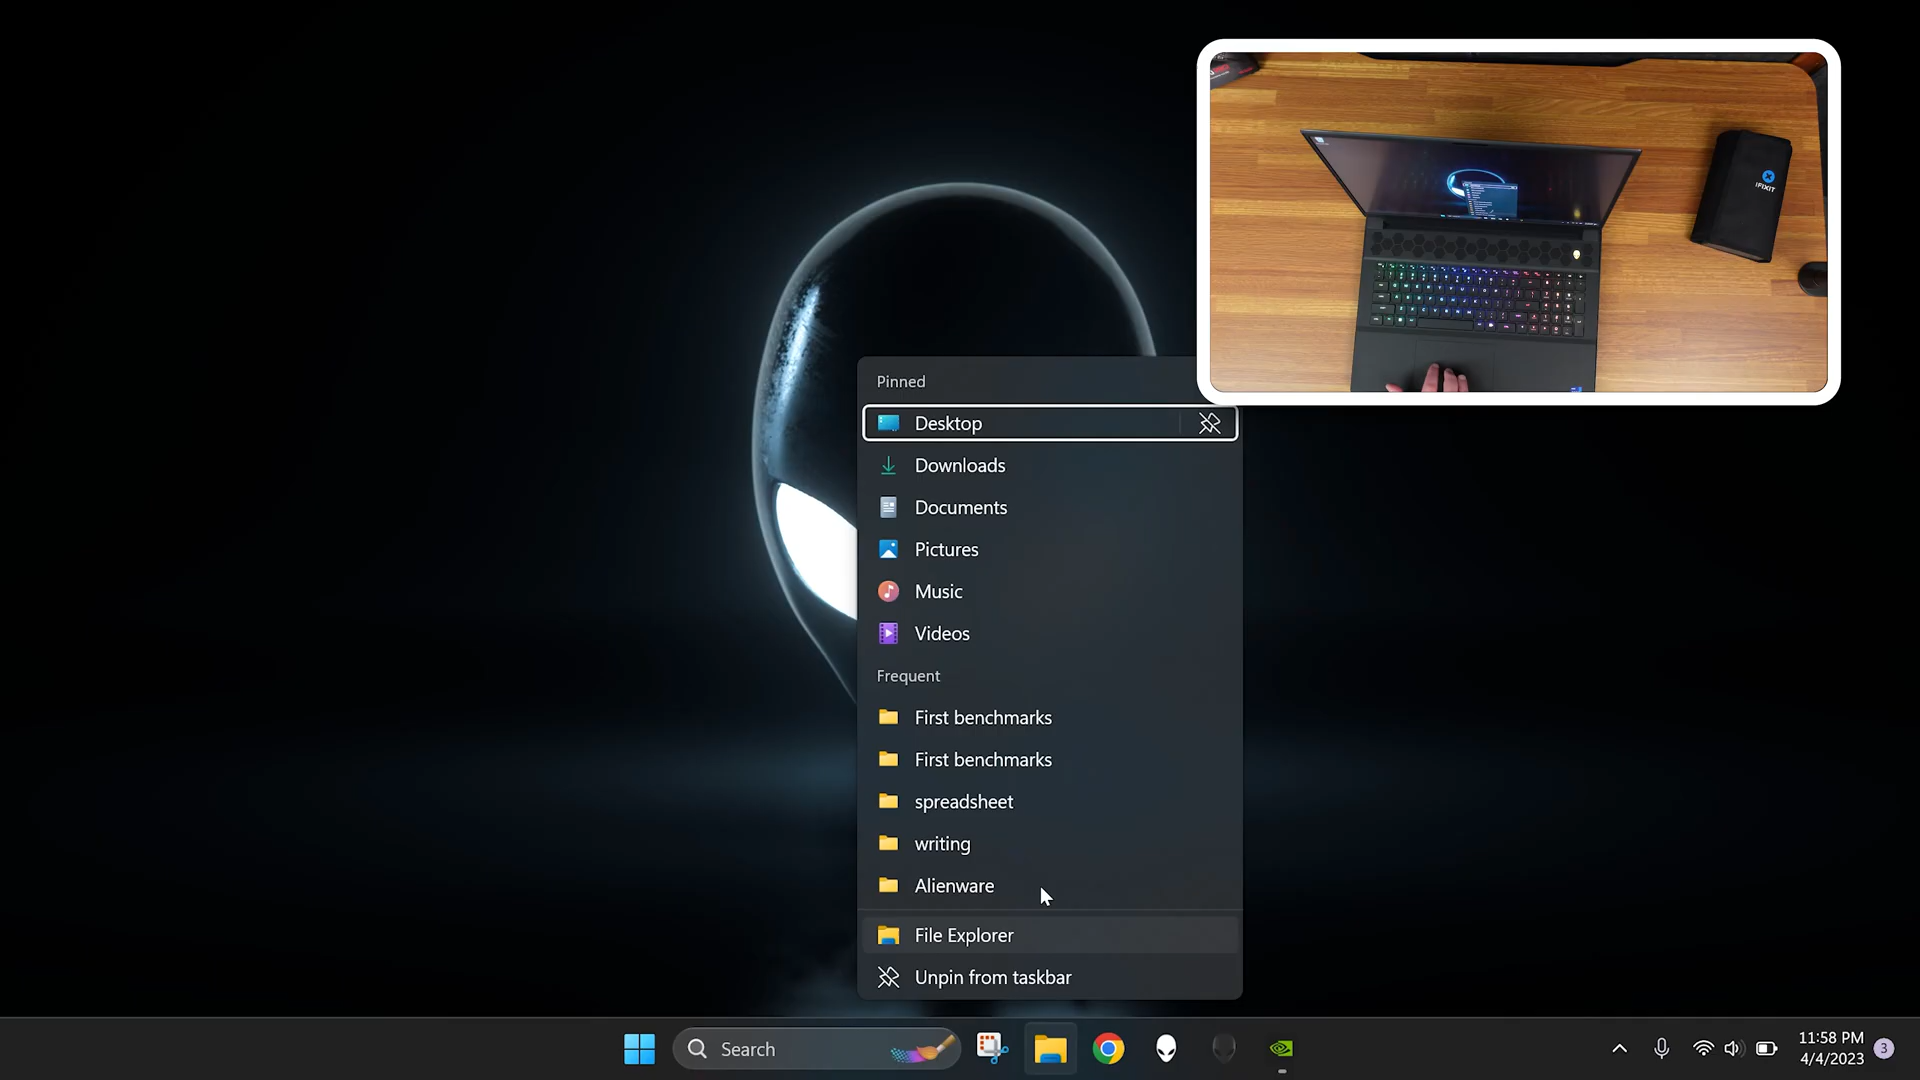 IFIXIT
Pinned
Desktop
Downloads
Documents
Pictures
Music
Videos
Frequent
First benchmarks
First benchmarks
spreadsheet
writing
Alienware
File Explorer
Unpin from taskbar
Search
11:58 PM
4/4/2023
3